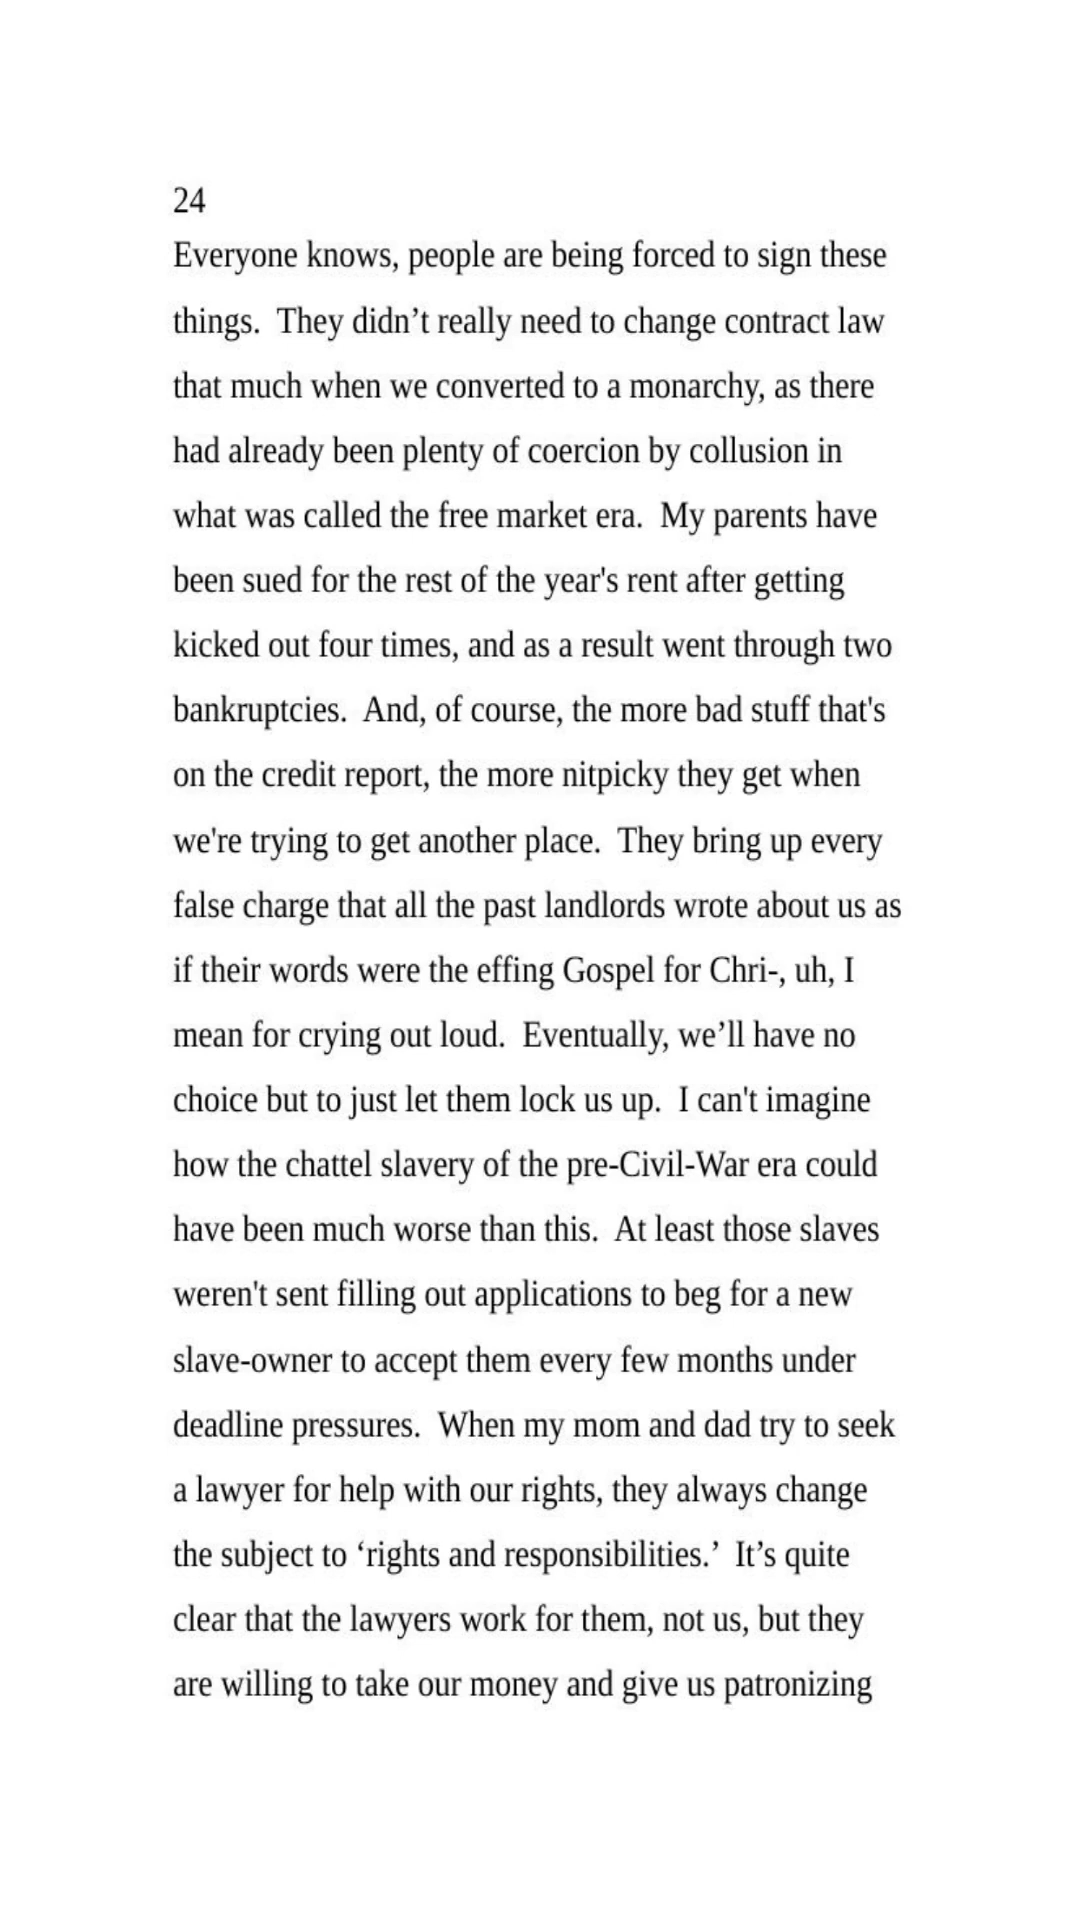 24
Everyone knows, people are being forced to sign these
things.  They didn’t really need to change contract law
that much when we converted to a monarchy, as there
had already been plenty of coercion by collusion in
what was called the free market era.  My parents have
been sued for the rest of the year's rent after getting
kicked out four times, and as a result went through two
bankruptcies.  And, of course, the more bad stuff that's
on the credit report, the more nitpicky they get when
we're trying to get another place.  They bring up every
false charge that all the past landlords wrote about us as
if their words were the effing Gospel for Chri-, uh, I
mean for crying out loud.  Eventually, we’ll have no
choice but to just let them lock us up.  I can't imagine
how the chattel slavery of the pre-Civil-War era could
have been much worse than this.  At least those slaves
weren't sent filling out applications to beg for a new
slave-owner to accept them every few months under
deadline pressures.  When my mom and dad try to seek
a lawyer for help with our rights, they always change
the subject to ‘rights and responsibilities.’  It’s quite
clear that the lawyers work for them, not us, but they
are willing to take our money and give us patronizing